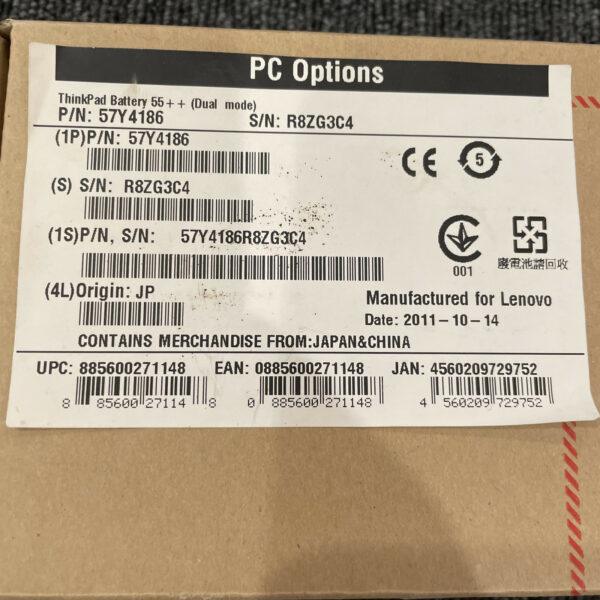 PC Options
ThinkPad Battery 55++ (Dual mode)
P/N: 57Y4186 S/N: R8ZG3C4
(1P)P/N: 57Y4186
(S) S/N: R8ZG3C4
(1S)P/N, S/N: 57Y4186R8ZG3C4
(4L)Origin: JP
CE
5
001
廢電池請回收
Manufactured for Lenovo
Date: 2011-10-14
CONTAINS MERCHANDISE FROM:JAPAN&CHINA
UPC: 885600271148 EAN: 0885600271148 JAN: 4560209729752
8 85600 27114 8 0 885600 271148 4 560209 729752